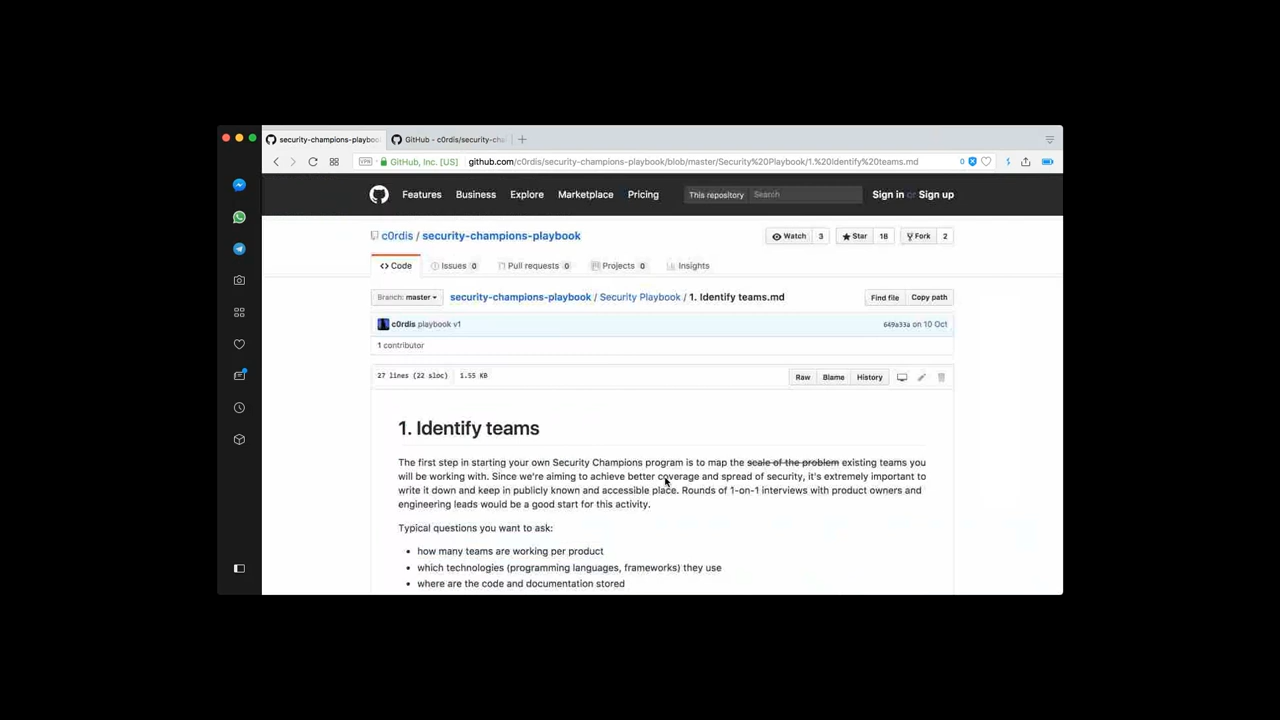 security-champions-playboo
GitHub - c0rdis/security-cha
VPN GitHub, Inc. [US] github.com/c0rdis/security-champions-playbook/blob/master/Security%20Playbook/1.%20Identify%20teams.md 0
Features Business Explore Marketplace Pricing This repository Search Sign in or Sign up
c0rdis / security-champions-playbook Watch 3 Star 18 Fork 2
Code Issues 0 Pull requests 0 Projects 0 Insights
Branch: master security-champions-playbook / Security Playbook / 1. Identify teams.md Find file Copy path
c0rdis playbook v1 649a33a on 10 Oct
1 contributor
27 lines (22 sloc) 1.55 KB Raw Blame History
1. Identify teams
The first step in starting your own Security Champions program is to map the scale of the problem existing teams you
will be working with. Since we're aiming to achieve better coverage and spread of security, it's extremely important to
write it down and keep in publicly known and accessible place. Rounds of 1-on-1 interviews with product owners and
engineering leads would be a good start for this activity.
Typical questions you want to ask:
• how many teams are working per product
• which technologies (programming languages, frameworks) they use
• where are the code and documentation stored